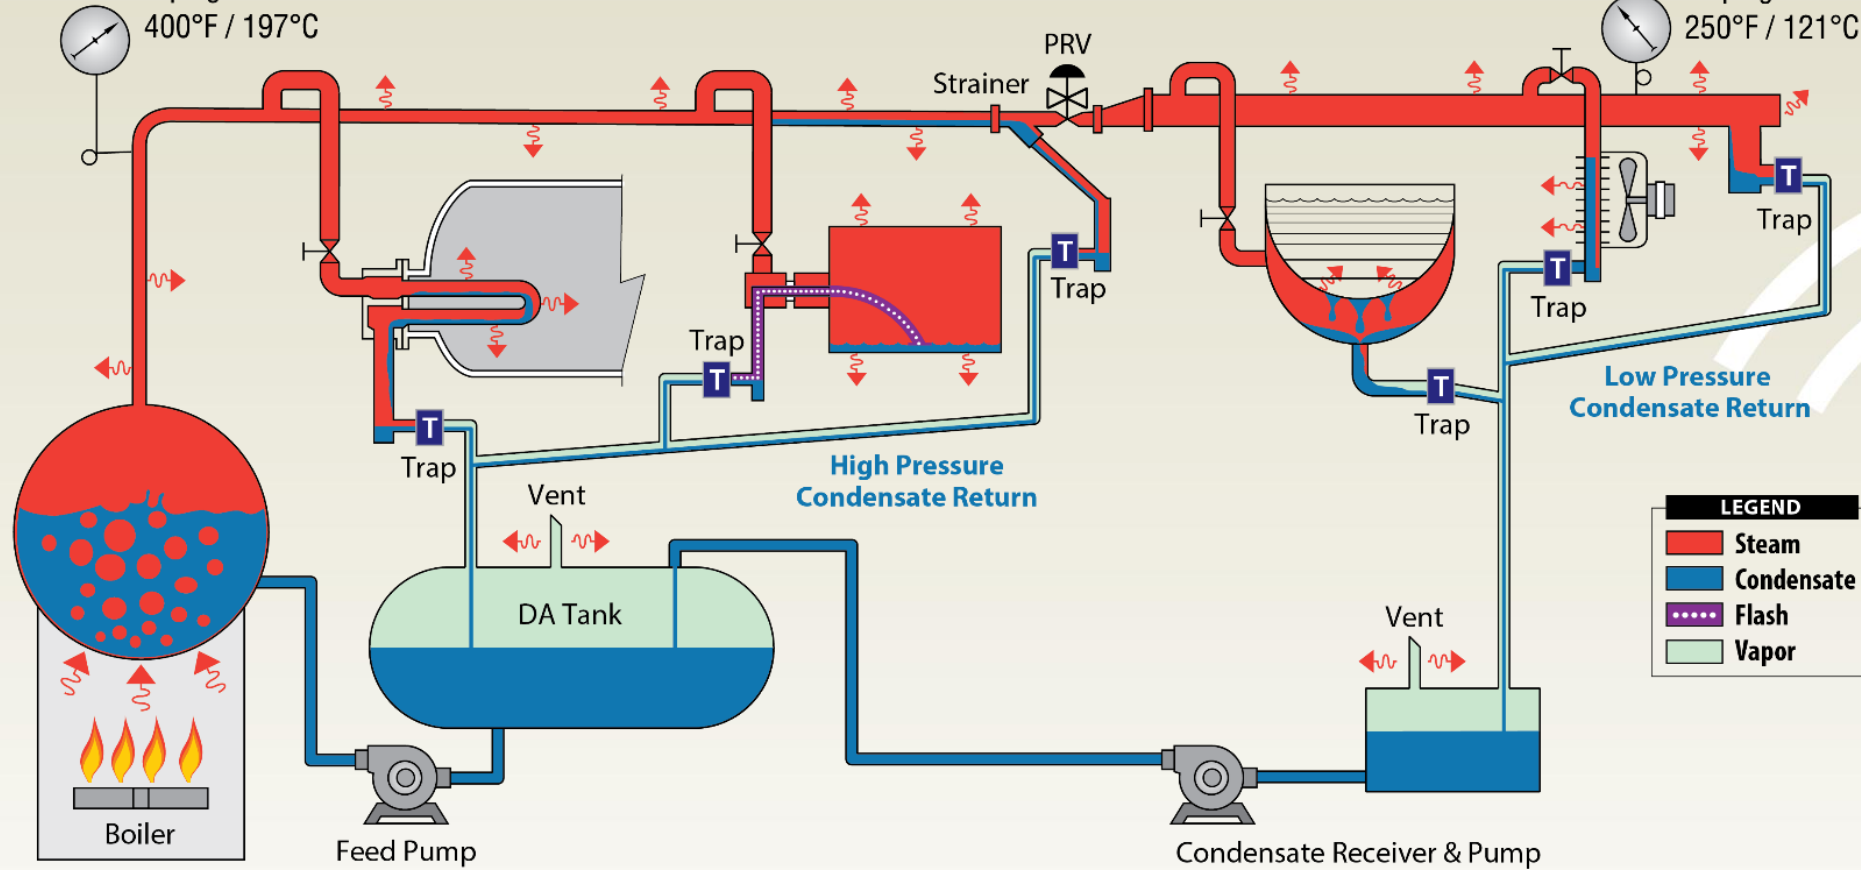 400°F / 197°C
250°F / 121°C
PRV
Strainer
Trap
T
T
Trap
T
Trap
Trap
T
T
Trap
T
Trap
Low Pressure
Condensate Return
T
Trap
High Pressure
Condensate Return
Vent
LEGEND
Steam
Condensate
Flash
Vapor
DA Tank
Vent
Boiler
Feed Pump
Condensate Receiver & Pump